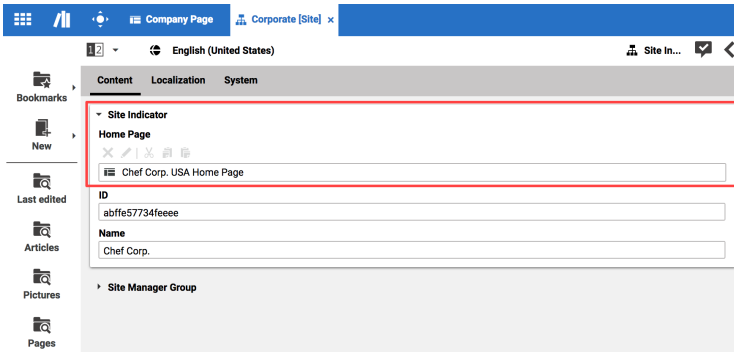 Company Page
Corporate [Site] ×
12
English (United States)
Site In...
Bookmarks
New
Last edited
Articles
Pictures
Pages
Content Localization System
Site Indicator
Home Page
Chef Corp. USA Home Page
ID
abffe57734feeee
Name
Chef Corp.
Site Manager Group